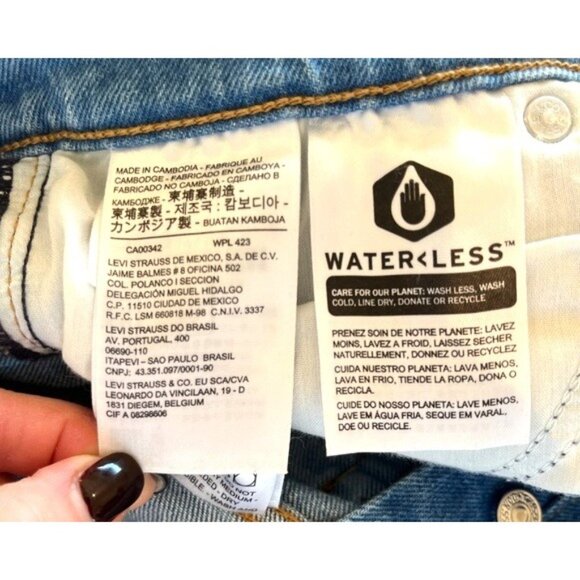 MADE IN CAMBODIA – FABRIQUE AU
CAMBODGE – FABRICADO EN CAMBOYA –
FABRICADO NO CAMBOJA – СДЕЛАНО В
КАМБОДЖЕ – 柬埔寨制造 –
柬埔寨製 – 제조국 : 캄보디아 –
カンボジア製 – BUATAN KAMBOJA
CA00342 WPL 423
LEVI STRAUSS DE MEXICO, S.A. DE C.V.
JAIME BALMES # 8 OFICINA 502
COL. POLANCO I SECCION
DELEGACIÓN MIGUEL HIDALGO
C.P. 11510 CIUDAD DE MEXICO
R.F.C. LSM 660818 M-98 C.N.I.V. 3337
LEVI STRAUSS DO BRASIL
AV. PORTUGAL, 400
06690-110
ITAPEVI – SAO PAULO BRASIL
CNPJ: 43.351.097/0001-90
LEVI STRAUSS & CO. EU SCA/CVA
LEONARDO DA VINCILAAN, 19 - D
1831 DIEGEM, BELGIUM
CIF A 08298606
WATER<LESS™
CARE FOR OUR PLANET: WASH LESS, WASH
COLD, LINE DRY, DONATE OR RECYCLE
PRENEZ SOIN DE NOTRE PLANETE: LAVEZ
MOINS, LAVEZ A FROID, LAISSEZ SECHER
NATURELLEMENT, DONNEZ OU RECYCLEZ
CUIDA NUESTRO PLANETA: LAVA MENOS,
LAVA EN FRÍO, TIENDE LA ROPA, DONA O
RECICLA.
CUIDE DO NOSSO PLANETA: LAVE MENOS,
LAVE EM ÁGUA FRIA, SEQUE EM VARAL,
DOE OU RECICLE.
NOT
MEDIUM -
DRY
WASH AND